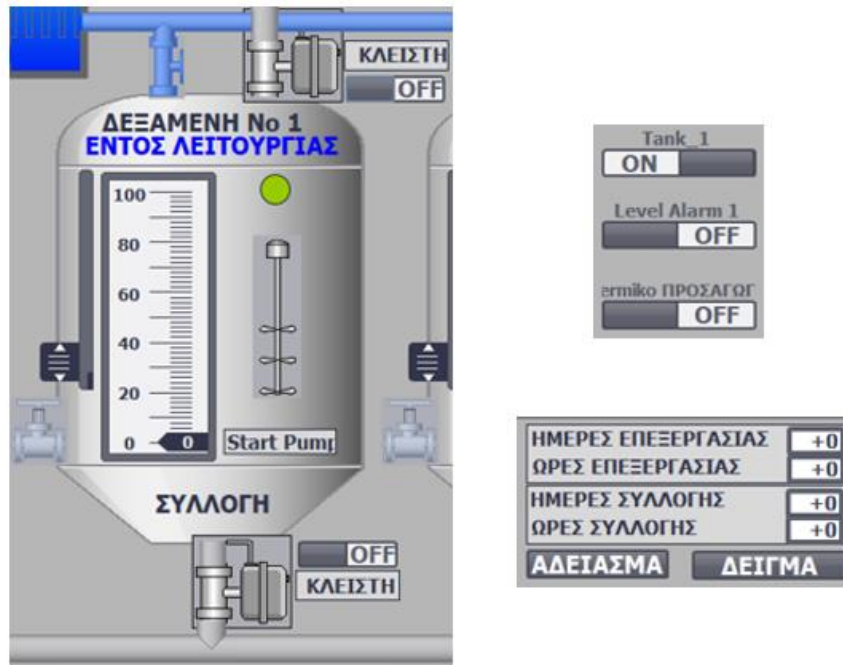 ΚΛΕΙΣΤΗ
OFF
ΔΕΞΑΜΕΝΗ Νο 1
ΕΝΤΟΣ ΛΕΙΤΟΥΡΓΙΑΣ
100
80
60
40
20
0
0
Start Pump
ΣΥΛΛΟΓΗ
OFF
ΚΛΕΙΣΤΗ
Tank_1
ON
Level Alarm 1
OFF
ermiko ΠΡΟΣΑΓΩΓ
OFF
ΗΜΕΡΕΣ ΕΠΕΞΕΡΓΑΣΙΑΣ +0
ΩΡΕΣ ΕΠΕΞΕΡΓΑΣΙΑΣ +0
ΗΜΕΡΕΣ ΣΥΛΛΟΓΗΣ +0
ΩΡΕΣ ΣΥΛΛΟΓΗΣ +0
ΑΔΕΙΑΣΜΑ ΔΕΙΓΜΑ